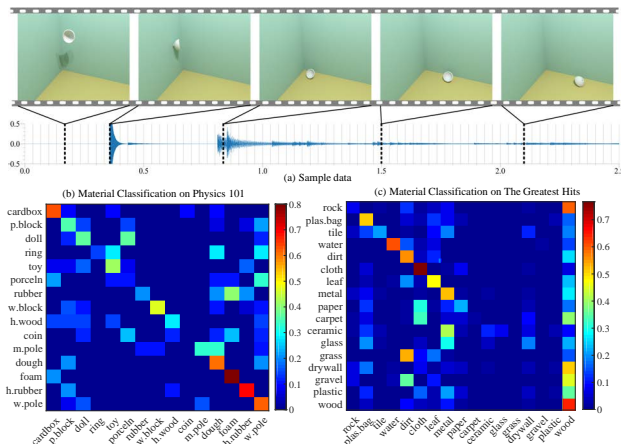 0.5
0.0
-0.5
0.0
0.5
1.0
1.5
2.0
2.5
(a) Sample data
(b) Material Classification on Physics 101
(c) Material Classification on The Greatest Hits
cardbox
p.block
doll
ring
toy
porceln
rubber
w.block
h.wood
coin
m.pole
dough
foam
h.rubber
w.pole
cardbox
p.block
doll
ring
toy
porceln
rubber
w.block
h.wood
coin
m.pole
dough
foam
h.rubber
w.pole
0.8
0.7
0.6
0.5
0.4
0.3
0.2
0.1
0
rock
plas.bag
tile
water
dirt
cloth
leaf
metal
paper
carpet
ceramic
glass
grass
drywall
gravel
plastic
wood
rock
plas.bag
tile
water
dirt
cloth
leaf
metal
paper
carpet
ceramic
glass
grass
drywall
gravel
plastic
wood
0.7
0.6
0.5
0.4
0.3
0.2
0.1
0